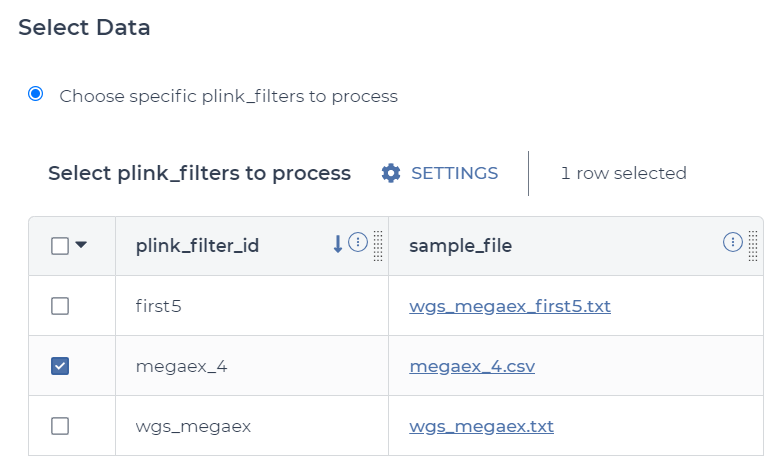 Select Data
Choose specific plink_filters to process
Select plink_filters to process SETTINGS 1 row selected
plink_filter_id sample_file
first5 wgs_megaex_first5.txt
megaex_4 megaex_4.csv
wgs_megaex wgs_megaex.txt